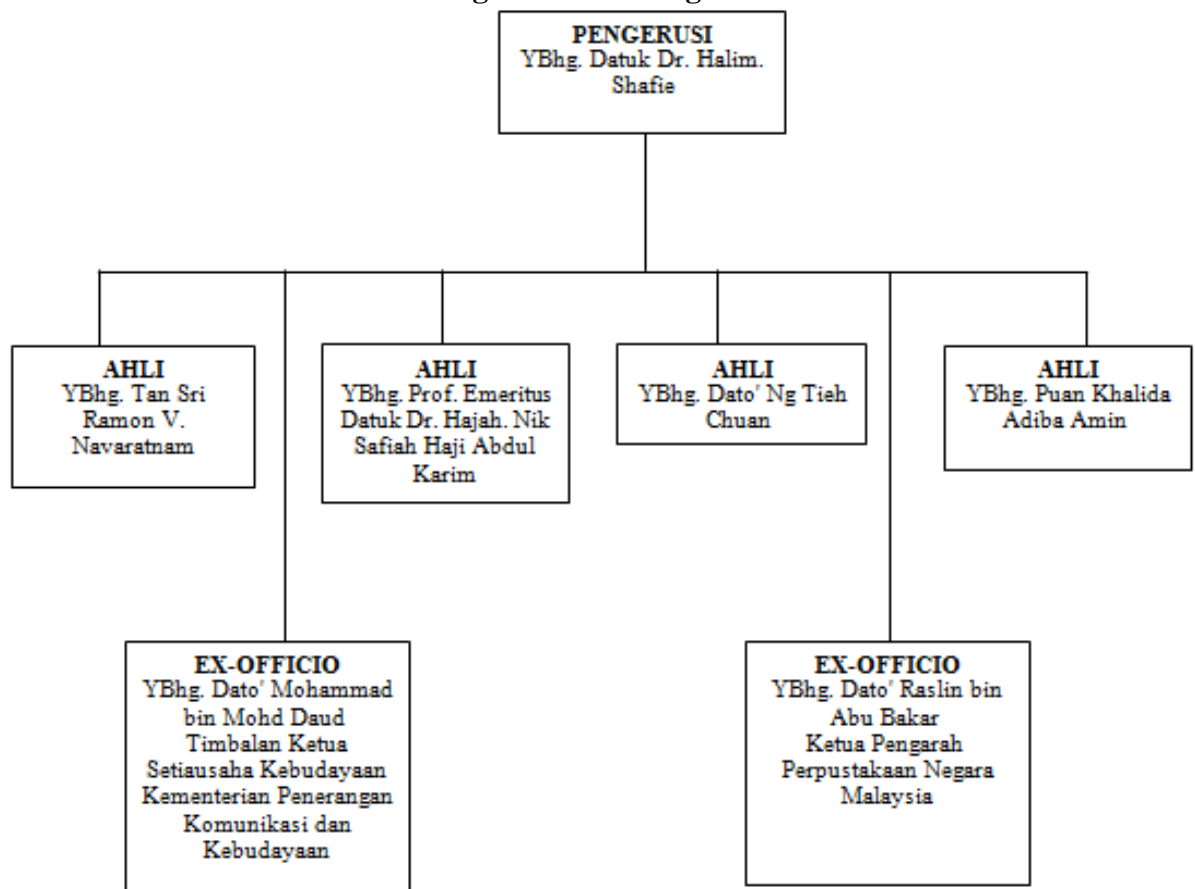 PENGERUSI
YBhg. Datuk Dr. Halim.
Shafie
AHLI
YBhg. Tan Sri
Ramon V.
Navaratnam
AHLI
YBhg. Prof. Emeritus
Datuk Dr. Hajah. Nik
Safiah Haji Abdul
Karim
AHLI
YBhg. Dato' Ng Tieh
Chuan
AHLI
YBhg. Puan Khalida
Adiba Amin
EX-OFFICIO
YBhg. Dato' Mohammad
bin Mohd Daud
Timbalan Ketua
Setiausaha Kebudayaan
Kementerian Penerangan
Komunikasi dan
Kebudayaan
EX-OFFICIO
YBhg. Dato' Raslin bin
Abu Bakar
Ketua Pengarah
Perpustakaan Negara
Malaysia